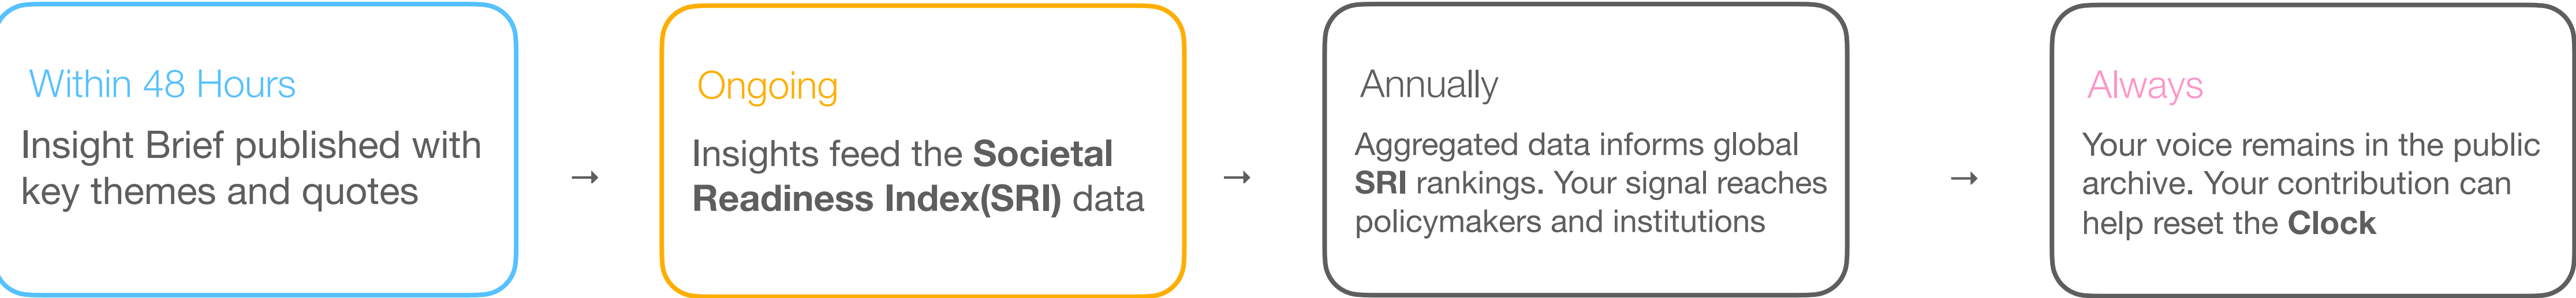 Within 48 Hours
Insight Brief published with
key themes and quotes
→
Ongoing
Insights feed the Societal
Readiness Index(SRI) data
→
Annually
Aggregated data informs global
SRI rankings. Your signal reaches
policymakers and institutions
→
Always
Your voice remains in the public
archive. Your contribution can
help reset the Clock